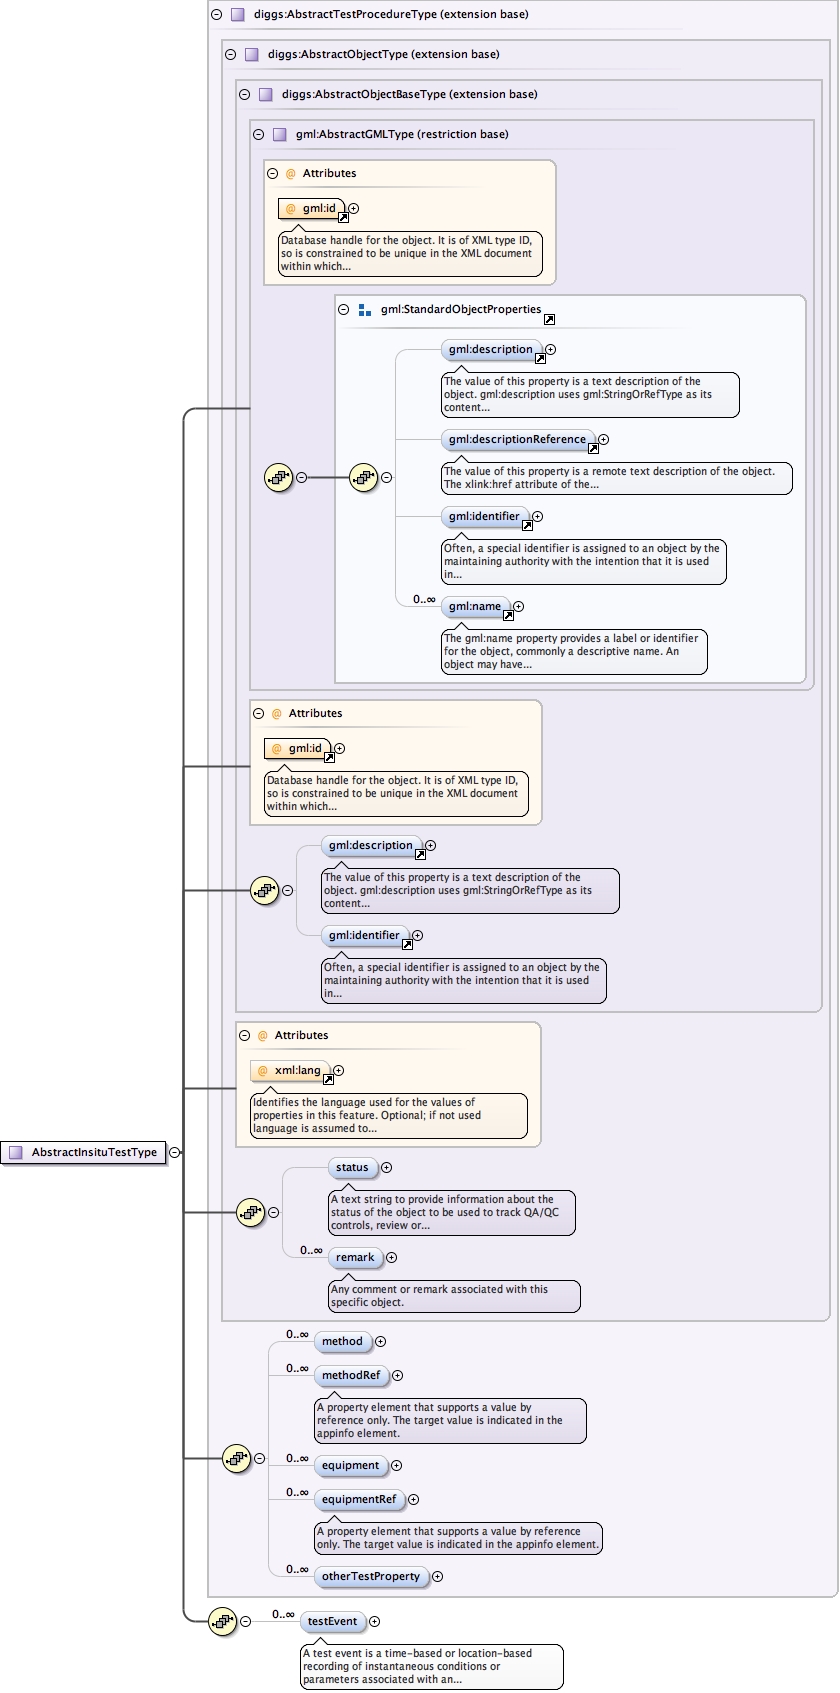 diggs:AbstractTestProcedureType (extension base)
diggs:AbstractObjectType (extension base)
diggs:AbstractObjectBaseType (extension base)
gml:AbstractGMLType (restriction base)
@ Attributes
@ gml:id
Database handle for the object. It is of XML type ID,
so is constrained to be unique in the XML document
within which...
gml:StandardObjectProperties
gml:description
The value of this property is a text description of the
object. gml:description uses gml:StringOrRefType as its
content...
gml:descriptionReference
The value of this property is a remote text description of the object.
The xlink:href attribute of the...
gml:identifier
Often, a special identifier is assigned to an object by the
maintaining authority with the intention that it is used
in...
0..∞ gml:name
The gml:name property provides a label or identifier
for the object, commonly a descriptive name. An
object may have...
@ Attributes
@ gml:id
Database handle for the object. It is of XML type ID,
so is constrained to be unique in the XML document
within which...
gml:description
The value of this property is a text description of the
object. gml:description uses gml:StringOrRefType as its
content...
gml:identifier
Often, a special identifier is assigned to an object by the
maintaining authority with the intention that it is used
in...
@ Attributes
@ xml:lang
Identifies the language used for the values of
properties in this feature. Optional; if not used
language is assumed to...
AbstractInsituTestType
status
A text string to provide information about the
status of the object to be used to track QA/QC
controls, review or...
0..∞ remark
Any comment or remark associated with this
specific object.
0..∞ method
0..∞ methodRef
A property element that supports a value by
reference only. The target value is indicated in the
appinfo element.
0..∞ equipment
0..∞ equipmentRef
A property element that supports a value by reference
only. The target value is indicated in the appinfo element.
0..∞ otherTestProperty
0..∞ testEvent
A test event is a time-based or location-based
recording of instantaneous conditions or
parameters associated with an...